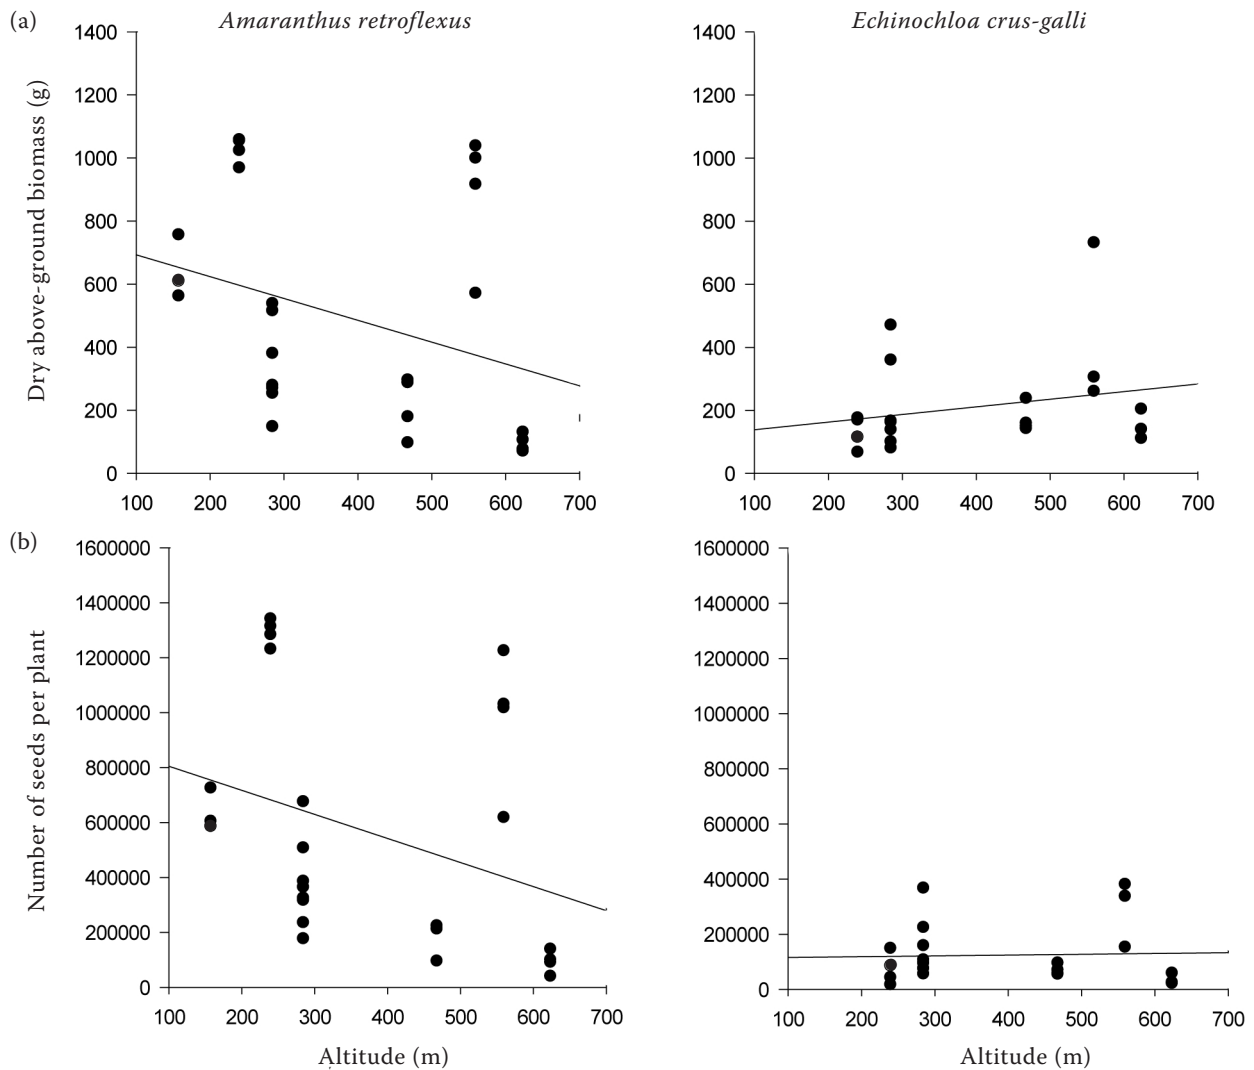 (a)
Amaranthus retroflexus
Echinochloa crus-galli
Dry above-ground biomass (g)
1400
1200
1000
800
600
400
200
0
100 200 300 400 500 600 700
1400
1200
1000
800
600
400
200
0
100 200 300 400 500 600 700
(b)
Number of seeds per plant
1600000
1400000
1200000
1000000
800000
600000
400000
200000
0
100 200 300 400 500 600 700
Altitude (m)
1600000
1400000
1200000
1000000
800000
600000
400000
200000
0
100 200 300 400 500 600 700
Altitude (m)